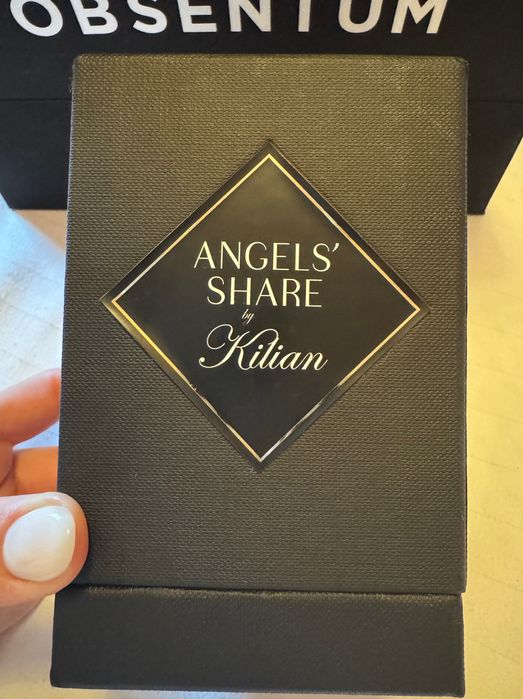 OBSENTUM
ANGELS'
SHARE
by
Kilian